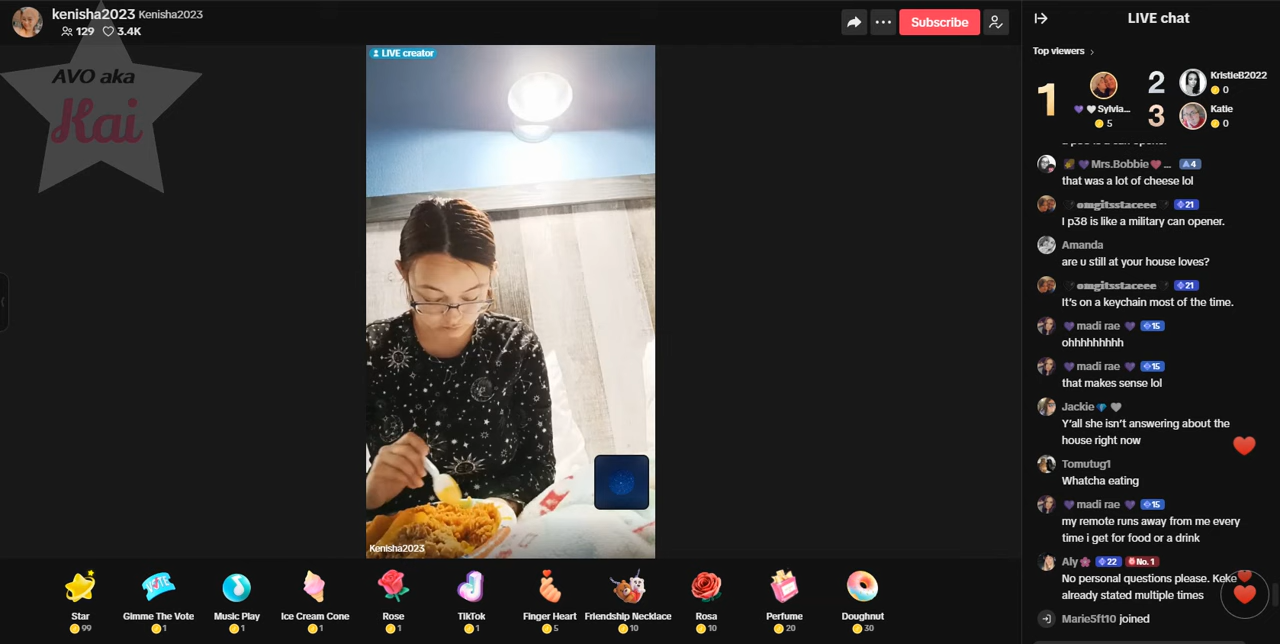 kenisha2023 Kenisha2023
129 3.4K
Subscribe
AVO aka
Kai
LIVE creator
Kenisha2023
Star
99
Gimme The Vote
1
Music Play
1
Ice Cream Cone
1
Rose
1
TikTok
1
Finger Heart
5
Friendship Necklace
10
Rosa
10
Perfume
20
Doughnut
30
LIVE chat
Top viewers
1
Sylvia...
5
2
KristieB2022
0
3
Katie
0
Mrs.Bobbie ... 4
that was a lot of cheese lol
omgitsstaceee 21
I p38 is like a military can opener.
Amanda
are u still at your house loves?
omgitsstaceee 21
It's on a keychain most of the time.
madi rae 15
ohhhhhhhhh
madi rae 15
that makes sense lol
Jackie
Y'all she isn't answering about the
house right now
Tomutug1
Whatcha eating
madi rae 15
my remote runs away from me every
time i get for food or a drink
Aly 22 No. 1
No personal questions please. Keke
already stated multiple times
Marie5ft10 joined